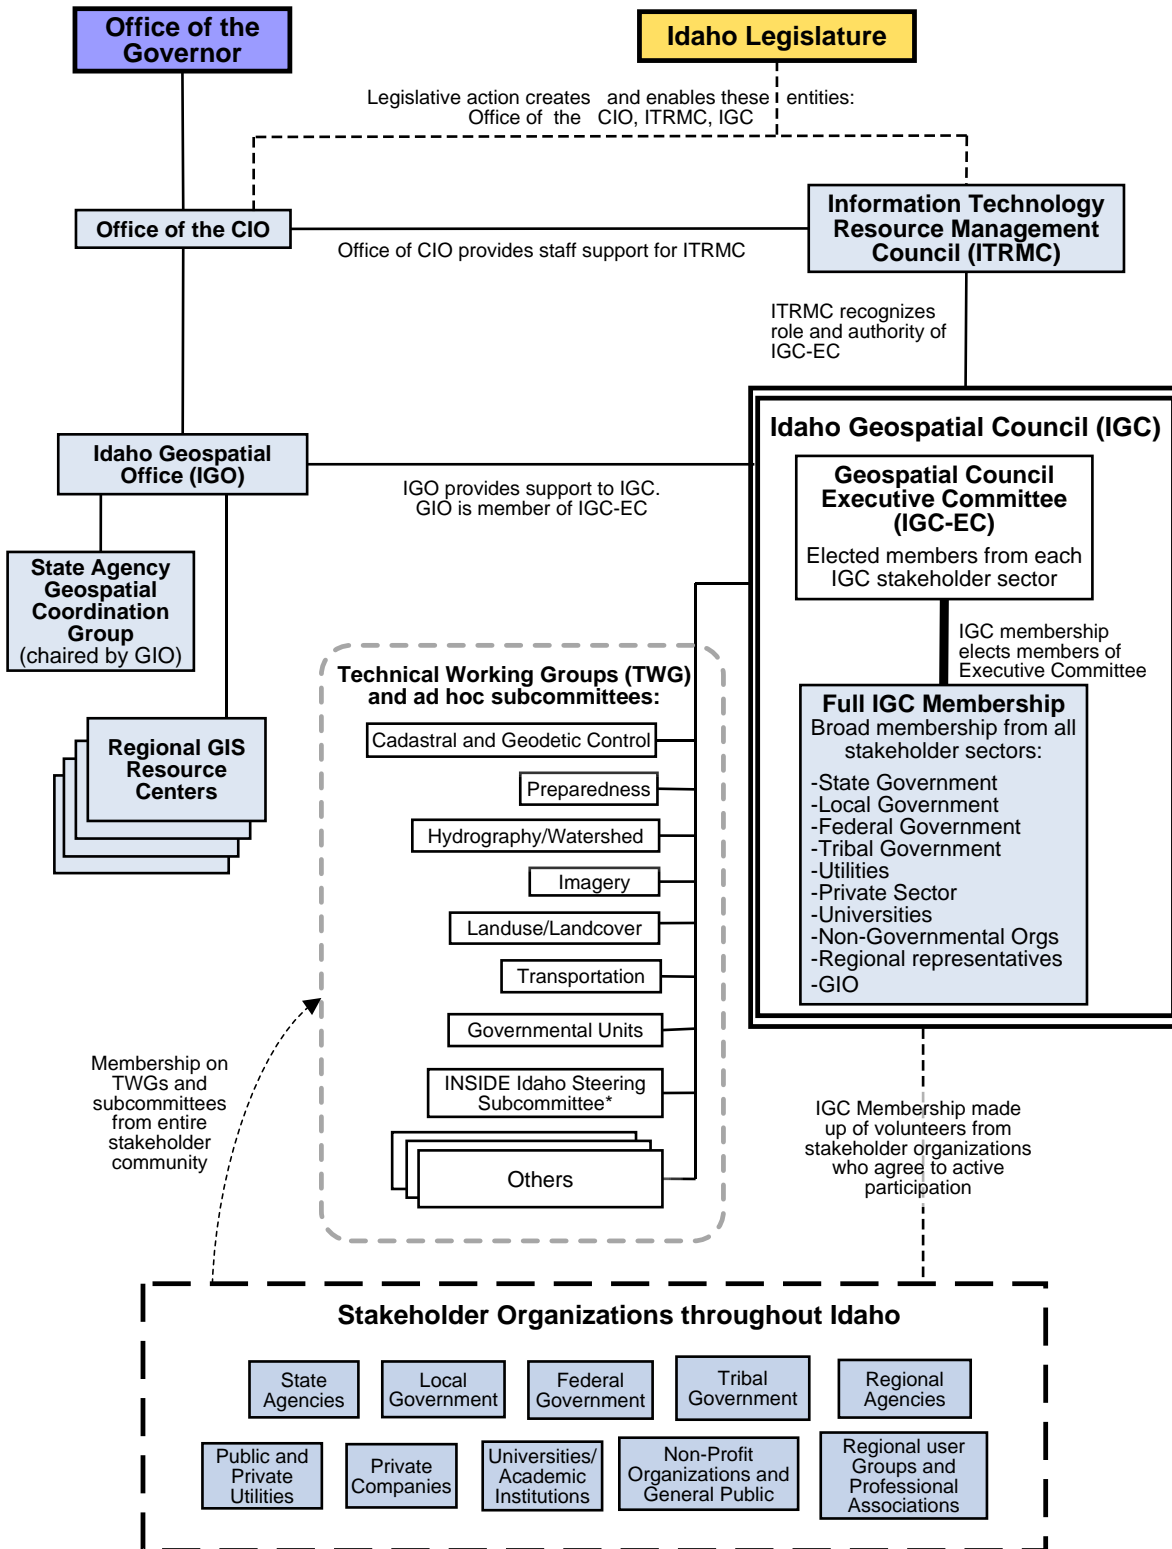 Office of the
Governor
Idaho Legislature
Legislative action creates and enables these entities:
Office of the CIO, ITRMC, IGC
Office of the CIO
Information Technology
Resource Management
Council (ITRMC)
Office of CIO provides staff support for ITRMC
ITRMC recognizes
role and authority of
IGC-EC
Idaho Geospatial
Office (IGO)
IGO provides support to IGC.
GIO is member of IGC-EC
State Agency
Geospatial
Coordination
Group
(chaired by GIO)
Regional GIS
Resource
Centers
Idaho Geospatial Council (IGC)
Geospatial Council
Executive Committee
(IGC-EC)
Elected members from each
IGC stakeholder sector
IGC membership
elects members of
Executive Committee
Full IGC Membership
Broad membership from all
stakeholder sectors:
-State Government
-Local Government
-Federal Government
-Tribal Government
-Utilities
-Private Sector
-Universities
-Non-Governmental Orgs
-Regional representatives
-GIO
Technical Working Groups (TWG)
and ad hoc subcommittees:
Cadastral and Geodetic Control
Preparedness
Hydrography/Watershed
Imagery
Landuse/Landcover
Transportation
Governmental Units
INSIDE Idaho Steering
Subcommittee*
Others
Membership on
TWGs and
subcommittees
from entire
stakeholder
community
IGC Membership made
up of volunteers from
stakeholder organizations
who agree to active
participation
Stakeholder Organizations throughout Idaho
State
Agencies
Local
Government
Federal
Government
Tribal
Government
Regional
Agencies
Public and
Private
Utilities
Private
Companies
Universities/
Academic
Institutions
Non-Profit
Organizations and
General Public
Regional user
Groups and
Professional
Associations